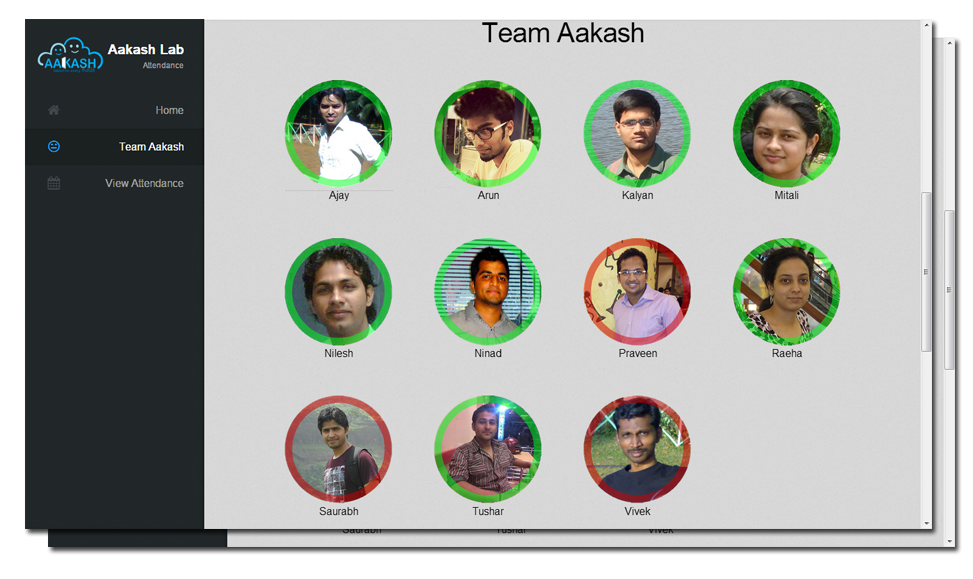 Aakash Lab
AAKASH
Attendance
Home
Team Aakash
View Attendance
Team Aakash
Ajay
Arun
Kalyan
Mitali
Nilesh
Ninad
Praveen
Raeha
Saurabh
Tushar
Vivek
Saurabh
Tushar
Vivek